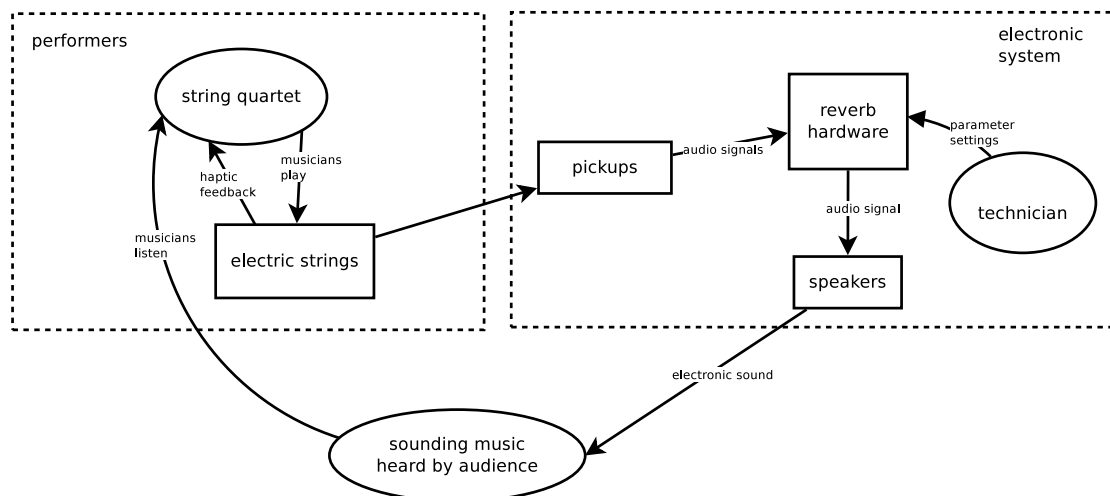 performers
string quartet
musicians
play
haptic
feedback
musicians
listen
electric strings
electronic
system
reverb
hardware
parameter
settings
audio signals
pickups
audio signal
technician
speakers
electronic sound
sounding music
heard by audience